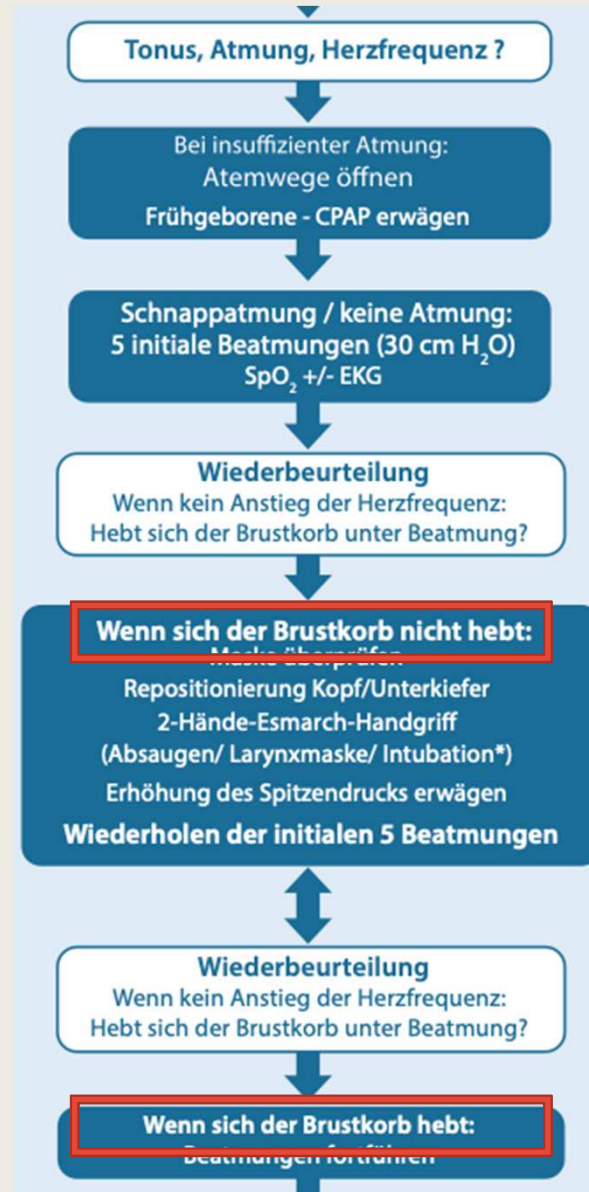 Tonus, Atmung, Herzfrequenz ?
Bei insuffizienter Atmung:
Atemwege öffnen
Frühgeborene - CPAP erwägen
Schnappatmung / keine Atmung:
5 initiale Beatmungen (30 cm H₂O)
SpO₂ +/- EKG
Wiederbeurteilung
Wenn kein Anstieg der Herzfrequenz:
Hebt sich der Brustkorb unter Beatmung?
Wenn sich der Brustkorb nicht hebt:
Maske überprüfen
Repositionierung Kopf/Unterkiefer
2-Hände-Esmarch-Handgriff
(Absaugen/ Larynxmaske/ Intubation*)
Erhöhung des Spitzendrucks erwägen
Wiederholen der initialen 5 Beatmungen
Wiederbeurteilung
Wenn kein Anstieg der Herzfrequenz:
Hebt sich der Brustkorb unter Beatmung?
Wenn sich der Brustkorb hebt:
Beatmungen fortführen